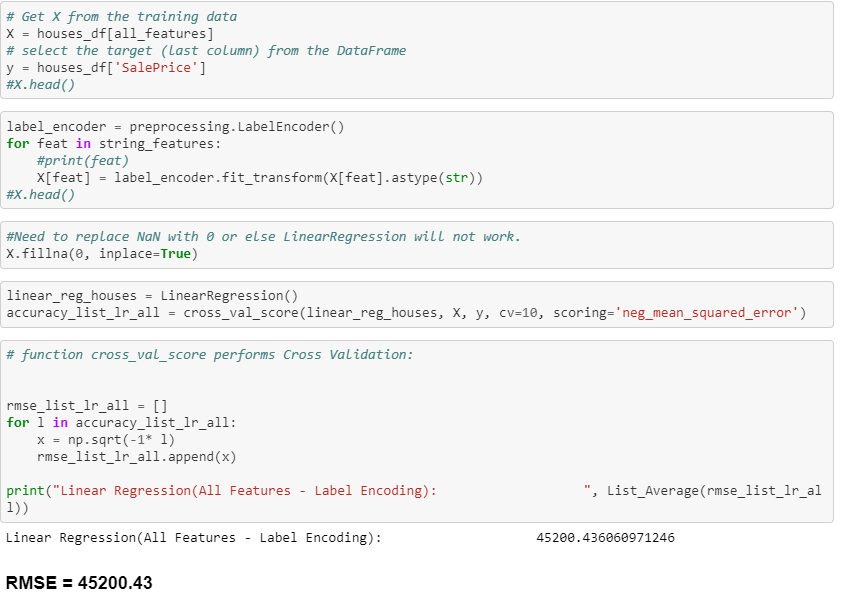 # Get X from the training data
X = houses_df[all_features]
# select the target (last column) from the DataFrame
y = houses_df['SalePrice']
#X.head()
label_encoder = preprocessing.LabelEncoder()
for feat in string_features:
    #print(feat)
    X[feat] = label_encoder.fit_transform(X[feat].astype(str))
#X.head()
#Need to replace NaN with 0 or else LinearRegression will not work.
X.fillna(0, inplace=True)
linear_reg_houses = LinearRegression()
accuracy_list_lr_all = cross_val_score(linear_reg_houses, X, y, cv=10, scoring='neg_mean_squared_error')
# function cross_val_score performs Cross Validation:
rmse_list_lr_all = []
for l in accuracy_list_lr_all:
    x = np.sqrt(-1* l)
    rmse_list_lr_all.append(x)
print("Linear Regression(All Features - Label Encoding):                   ", List_Average(rmse_list_lr_al
l))
Linear Regression(All Features - Label Encoding):                    45200.436060971246
RMSE = 45200.43